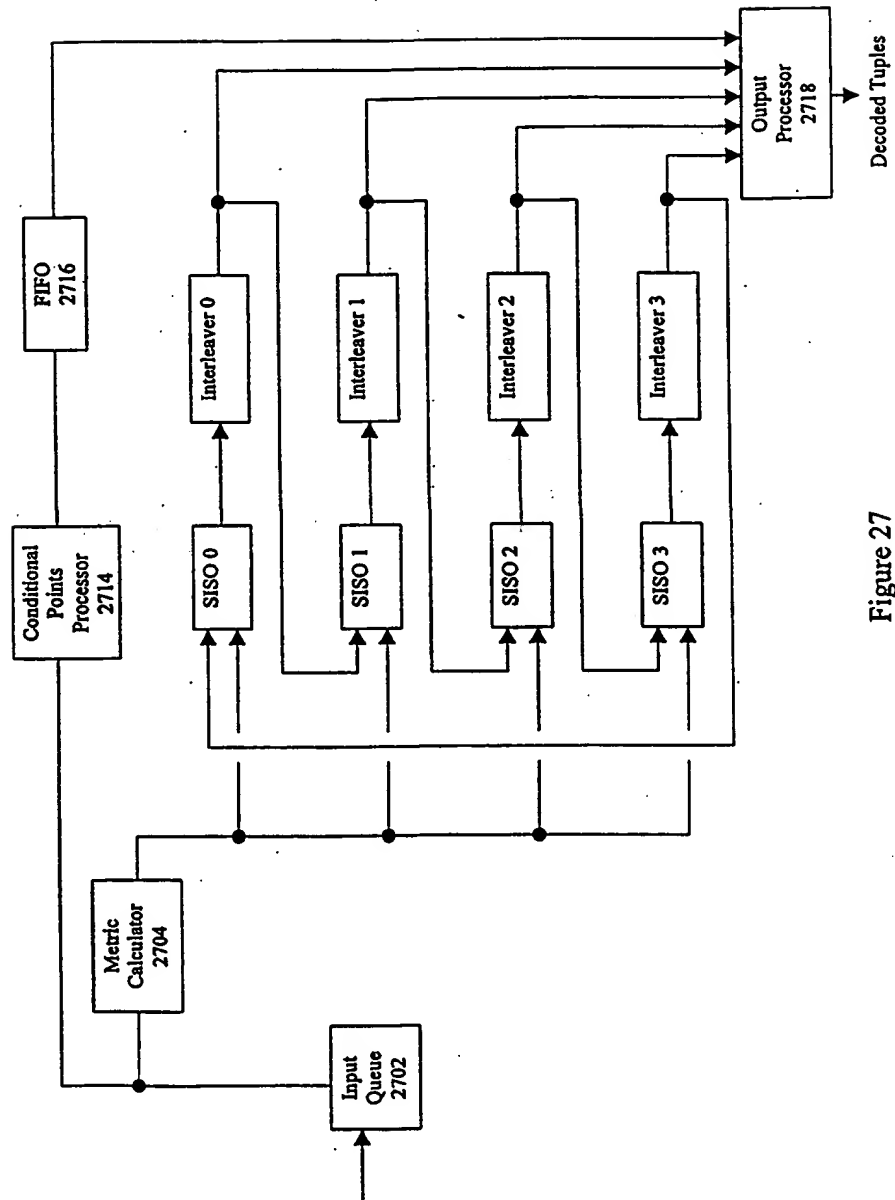 Conditional
Points
Processor
2714
FIFO
2716
Metric
Calculator
2704
Input
Queue
2702
SISO 0
Interleaver 0
SISO 1
Interleaver 1
SISO 2
Interleaver 2
SISO 3
Interleaver 3
Output
Processor
2718
Decoded Tuples
Figure 27